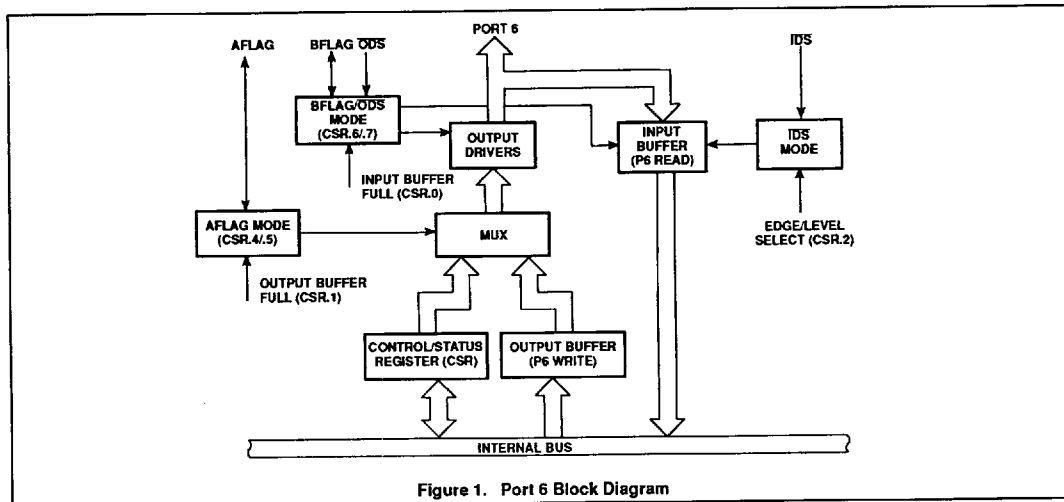 PORT 6
AFLAG
BFLAG ODS
IDS
BFLAG/ODS
MODE
(CSR.6/.7)
OUTPUT
DRIVERS
INPUT
BUFFER
(P6 READ)
IDS
MODE
INPUT BUFFER
FULL (CSR.0)
AFLAG MODE
(CSR.4/.5)
MUX
EDGE/LEVEL
SELECT (CSR.2)
OUTPUT BUFFER
FULL (CSR.1)
CONTROL/STATUS
REGISTER (CSR)
OUTPUT BUFFER
(P6 WRITE)
INTERNAL BUS
Figure 1. Port 6 Block Diagram